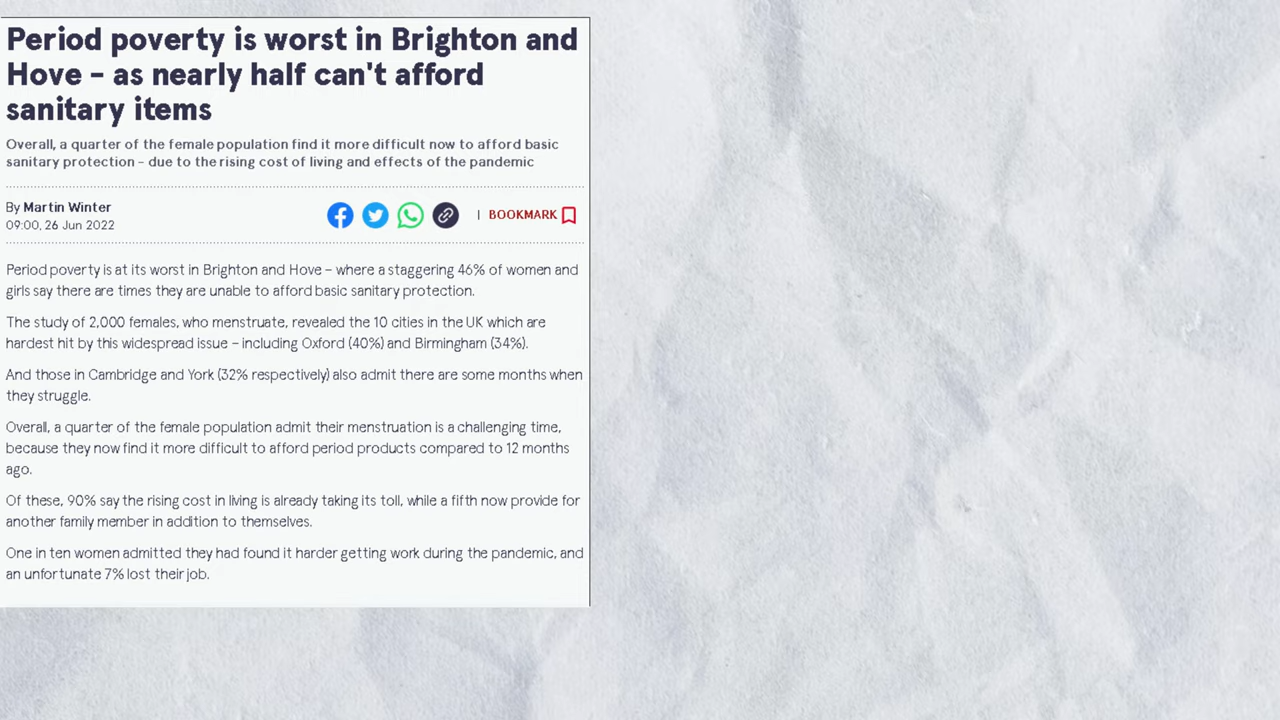 Period poverty is worst in Brighton and
Hove – as nearly half can't afford
sanitary items
Overall, a quarter of the female population find it more difficult now to afford basic
sanitary protection – due to the rising cost of living and effects of the pandemic
By Martin Winter
09:00, 26 Jun 2022
| BOOKMARK
Period poverty is at its worst in Brighton and Hove – where a staggering 46% of women and
girls say there are times they are unable to afford basic sanitary protection.
The study of 2,000 females, who menstruate, revealed the 10 cities in the UK which are
hardest hit by this widespread issue – including Oxford (40%) and Birmingham (34%).
And those in Cambridge and York (32% respectively) also admit there are some months when
they struggle.
Overall, a quarter of the female population admit their menstruation is a challenging time,
because they now find it more difficult to afford period products compared to 12 months
ago.
Of these, 90% say the rising cost in living is already taking its toll, while a fifth now provide for
another family member in addition to themselves.
One in ten women admitted they had found it harder getting work during the pandemic, and
an unfortunate 7% lost their job.